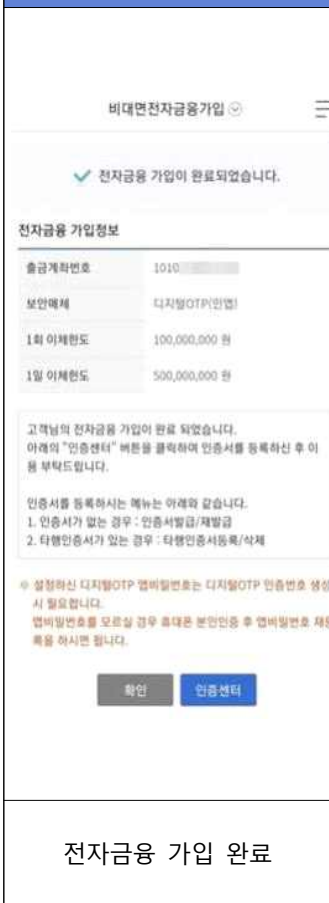 비대면전자금융가입
전자금융 가입이 완료되었습니다.
전자금융 가입정보
출금계좌번호 1010
보안매체 디지털OTP(인앱)
1회 이체한도 100,000,000 원
1일 이체한도 500,000,000 원
고객님의 전자금융 가입이 완료 되었습니다.
아래의 "인증센터" 버튼을 클릭하여 인증서를 등록하신 후 이
용 부탁드립니다.
인증서를 등록하시는 메뉴는 아래와 같습니다.
1. 인증서가 없는 경우 : 인증서발급/재발급
2. 타행인증서가 있는 경우 : 타행인증서등록/삭제
※ 설정하신 디지털OTP 앱비밀번호는 디지털OTP 인증번호 생성
시 필요합니다.
앱비밀번호를 모르실 경우 휴대폰 본인인증 후 앱비밀번호 재등
록을 하시면 됩니다.
확인 인증센터
전자금융 가입 완료